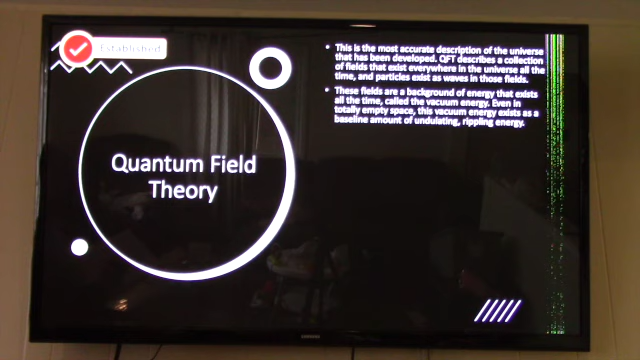 Established
Quantum Field
Theory
• This is the most accurate description of the universe
that has been developed. QFT describes a collection
of fields that exist everywhere in the universe all the
time, and particles exist as waves in those fields.
• These fields are a background of energy that exists
all the time, called the vacuum energy. Even in
totally empty space, this vacuum energy exists as a
baseline amount of undulating, rippling energy.